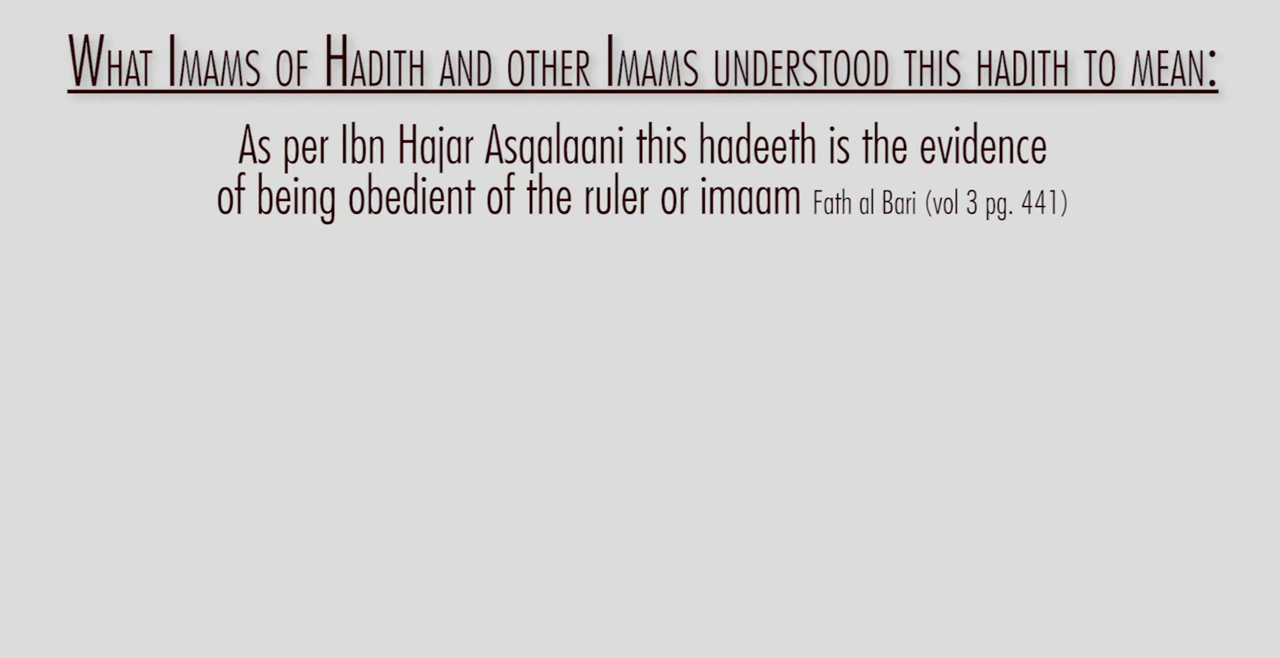 What Imams of Hadith and other Imams understood this hadith to mean:
As per Ibn Hajar Asqalaani this hadeeth is the evidence
of being obedient of the ruler or imaam Fath al Bari (vol 3 pg. 441)